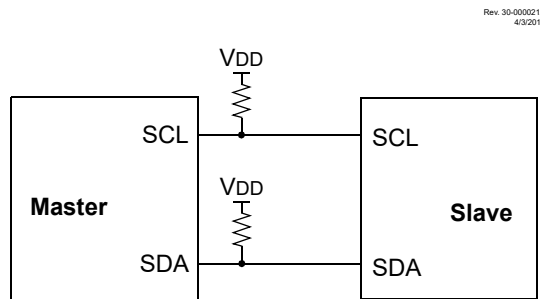 Rev. 30-000021
4/3/201
VDD
SCL
SCL
VDD
Master
Slave
SDA
SDA